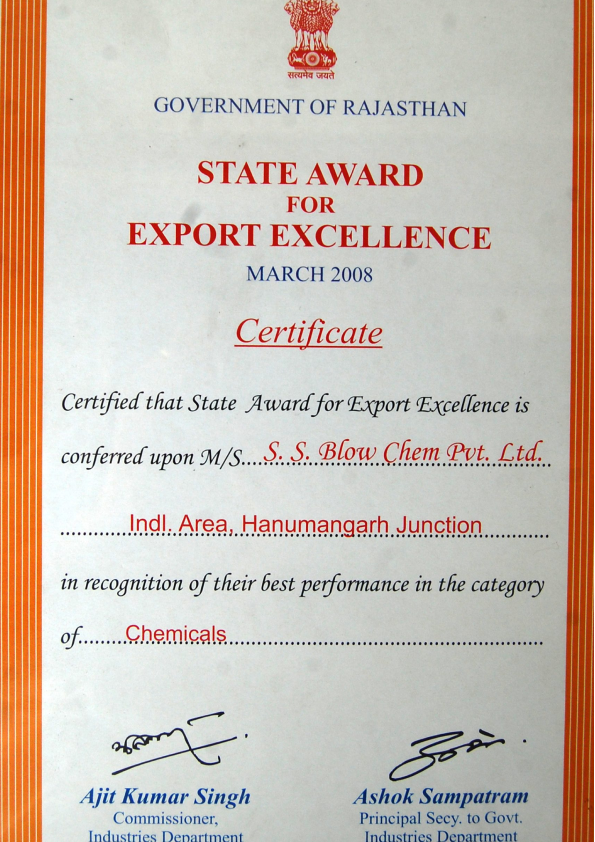 सत्यमेव जयते
GOVERNMENT OF RAJASTHAN
STATE AWARD
FOR
EXPORT EXCELLENCE
MARCH 2008
Certificate
Certified that State Award for Export Excellence is
conferred upon M/S....S. S. Blow Chem Pvt. Ltd.
Indl. Area, Hanumangarh Junction
in recognition of their best performance in the category
of........Chemicals........
Ajit Kumar Singh
Commissioner,
Industries Department
Ashok Sampatram
Principal Secy. to Govt.
Industries Department